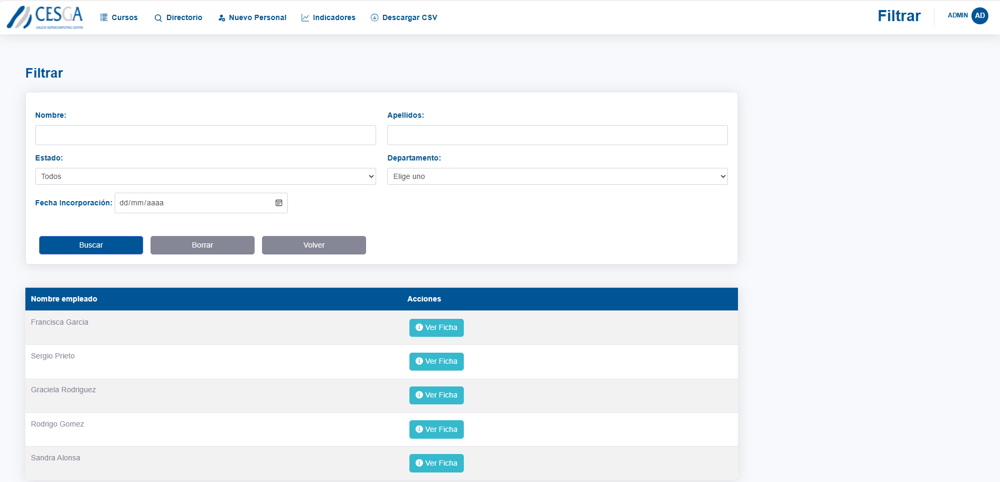 CESGA
GALICIA SUPERCOMPUTING CENTER
Cursos
Directorio
Nuevo Personal
Indicadores
Descargar CSV
Filtrar
ADMIN
AD
Filtrar
Nombre:
Apellidos:
Estado:
Departamento:
Todos
Elige uno
Fecha Incorporación:
dd/mm/aaaa
Buscar
Borrar
Volver
Nombre empleado
Acciones
Francisca Garcia
Ver Ficha
Sergio Prieto
Ver Ficha
Graciela Rodriguez
Ver Ficha
Rodrigo Gomez
Ver Ficha
Sandra Alonsa
Ver Ficha